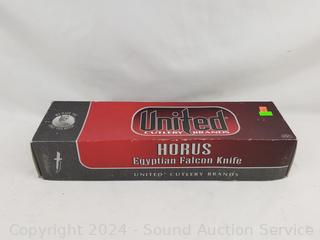 United
CUTLERY BRANDS
HORUS
Egyptian Falcon Knife
UNITED CUTLERY BRANDS
Copyright 2024 - Sound Auction Service